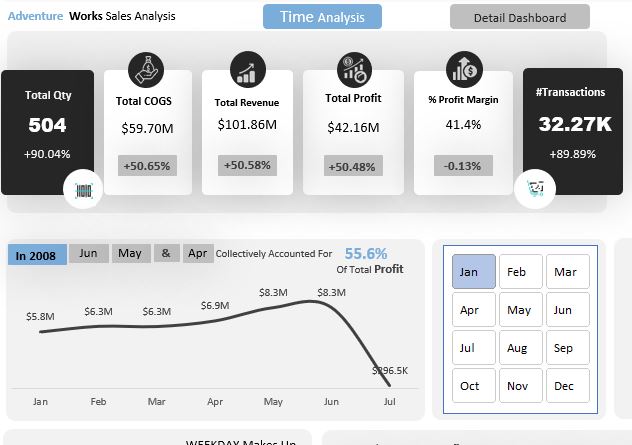 Adventure Works Sales Analysis
Time Analysis
Detail Dashboard
Total Qty
504
+90.04%
Total COGS
$59.70M
+50.65%
Total Revenue
$101.86M
+50.58%
Total Profit
$42.16M
+50.48%
% Profit Margin
41.4%
-0.13%
#Transactions
32.27K
+89.89%
In 2008 Jun May & Apr Collectively Accounted For 55.6%
Of Total Profit
$5.8M $6.3M $6.3M $6.9M $8.3M $8.3M $396.5K
Jan Feb Mar Apr May Jun Jul
Jan Feb Mar
Apr May Jun
Jul Aug Sep
Oct Nov Dec
WEEKDAY Makes Up